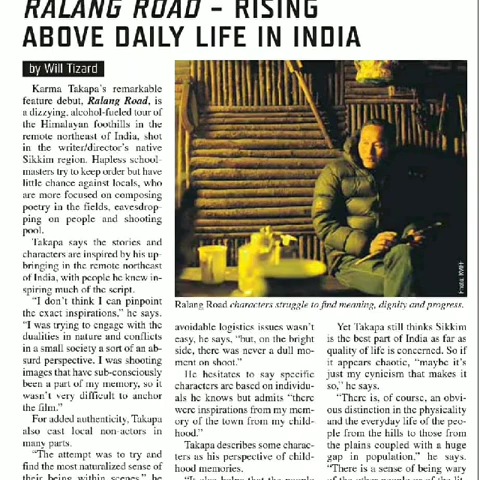 RALANG ROAD – RISING
ABOVE DAILY LIFE IN INDIA
by Will Tizard
Karma Takapa's remarkable
feature debut, Ralang Road, is
a dizzying, alcohol-fueled tour
of the Himalayan foothills in the
remote northeast of India, shot
in the writer/director's native
Sikkim region. Hapless school-
masters try to keep order but have
little chance against locals, who
are more focused on composing
poetry in the fields, eavesdrop-
ping on people and shooting
pool.
Takapa says the stories and
characters are inspired by his up-
bringing in the remote northeast
of India, with people he knew in-
spiring much of the script.
“I don't think I can pinpoint
the exact inspirations,” he says.
“I was trying to engage with the
dualities in nature and conflicts
in a small society a sort of an ab-
surd perspective. I was shooting
images that have sub-consciously
been a part of my memory, so it
wasn't very difficult to anchor
the film.”
For added authenticity, Takapa
also cast local non-actors in
many parts.
“The attempt was to try and
find the most naturalized sense of
their being within scenes,” he
Photo: KVIFF
Ralang Road characters struggle to find meaning, dignity and progress.
avoidable logistics issues wasn't
easy, he says, “but, on the bright
side, there was never a dull mo-
ment on shoot.”
He hesitates to say specific
characters are based on individu-
als he knows but admits “there
were inspirations from my mem-
ory of the town from my child-
hood.”
Takapa describes some charac-
ters as his perspective of child-
hood memories.
“It also helps that the people
Yet Takapa still thinks Sikkim
is the best part of India as far as
quality of life is concerned. So if
it appears chaotic, “maybe it's
just my cynicism that makes it
so,” he says.
“There is, of course, an obvi-
ous distinction in the physicality
and the everyday life of the peo-
ple from the hills to those from
the plains coupled with a huge
gap in population,” he says.
“There is a sense of being wary
of the other people or of the lit-